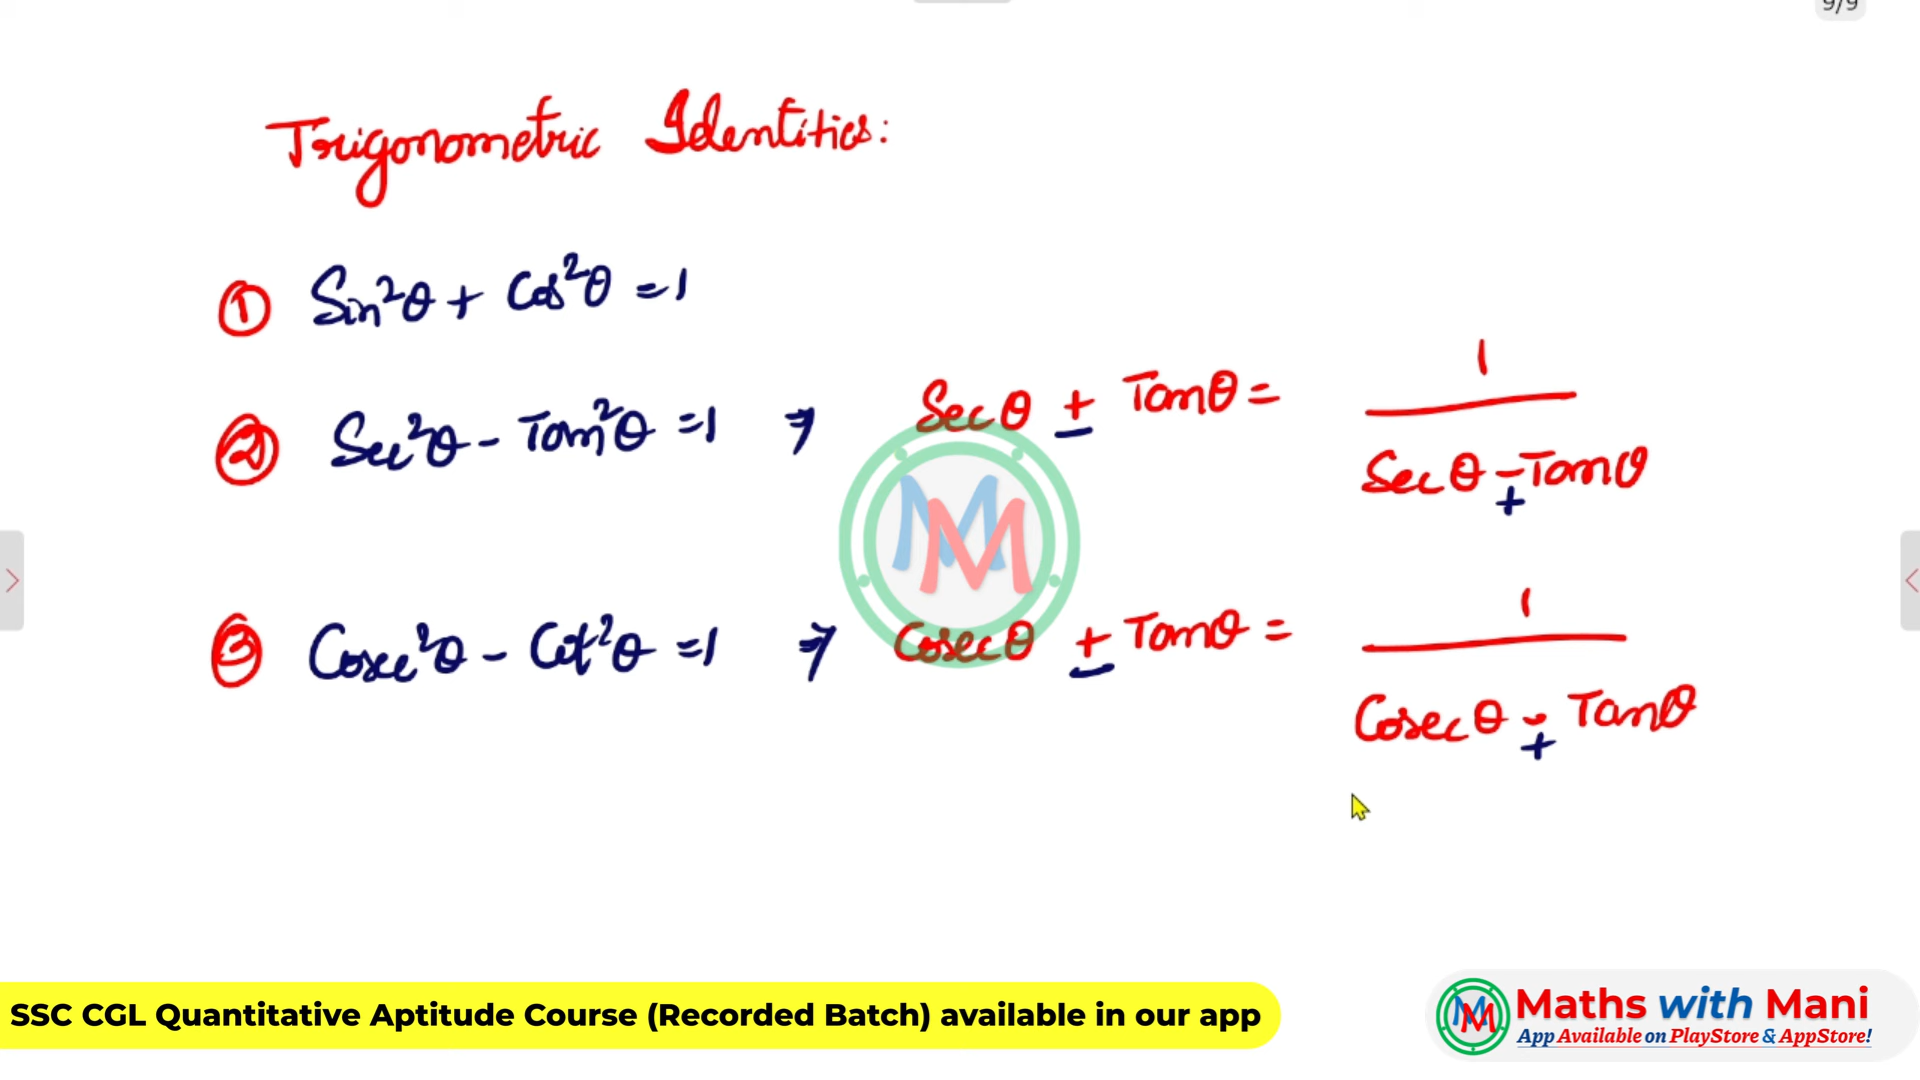 9/9
Trigonometric Identities:
① Sin²θ + Cos²θ = 1
② Sec²θ - Tan²θ = 1 ⇒ Secθ ± Tanθ = 1 / Secθ ∓ Tanθ
③ Cosec²θ - Cot²θ = 1 ⇒ Cosecθ ± Tanθ = 1 / Cosecθ ∓ Tanθ
MM
SSC CGL Quantitative Aptitude Course (Recorded Batch) available in our app
MM Maths with Mani
App Available on PlayStore & AppStore!